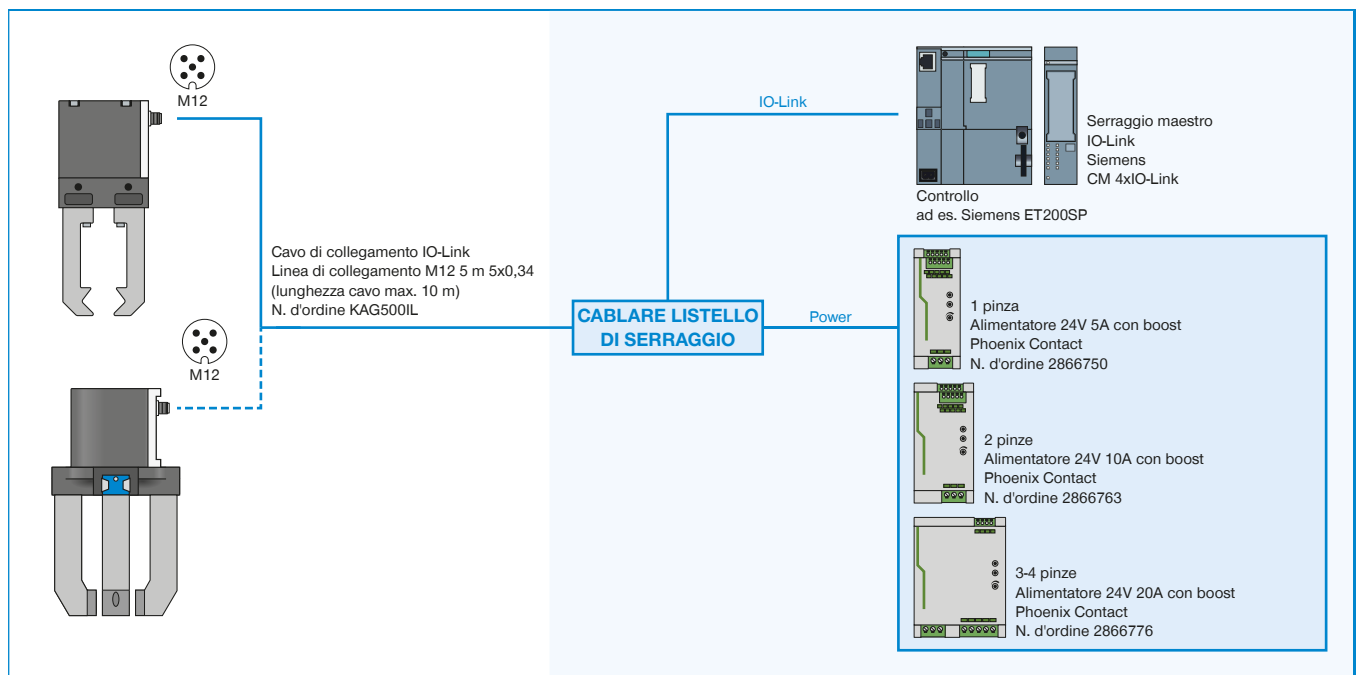 M12
Cavo di collegamento IO-Link
Linea di collegamento M12 5 m 5x0,34
(lunghezza cavo max. 10 m)
N. d'ordine KAG500IL
M12
CABLARE LISTELLO
DI SERRAGGIO
IO-Link
Power
Serraggio maestro
IO-Link
Siemens
CM 4xIO-Link
Controllo
ad es. Siemens ET200SP
1 pinza
Alimentatore 24V 5A con boost
Phoenix Contact
N. d'ordine 2866750
2 pinze
Alimentatore 24V 10A con boost
Phoenix Contact
N. d'ordine 2866763
3-4 pinze
Alimentatore 24V 20A con boost
Phoenix Contact
N. d'ordine 2866776